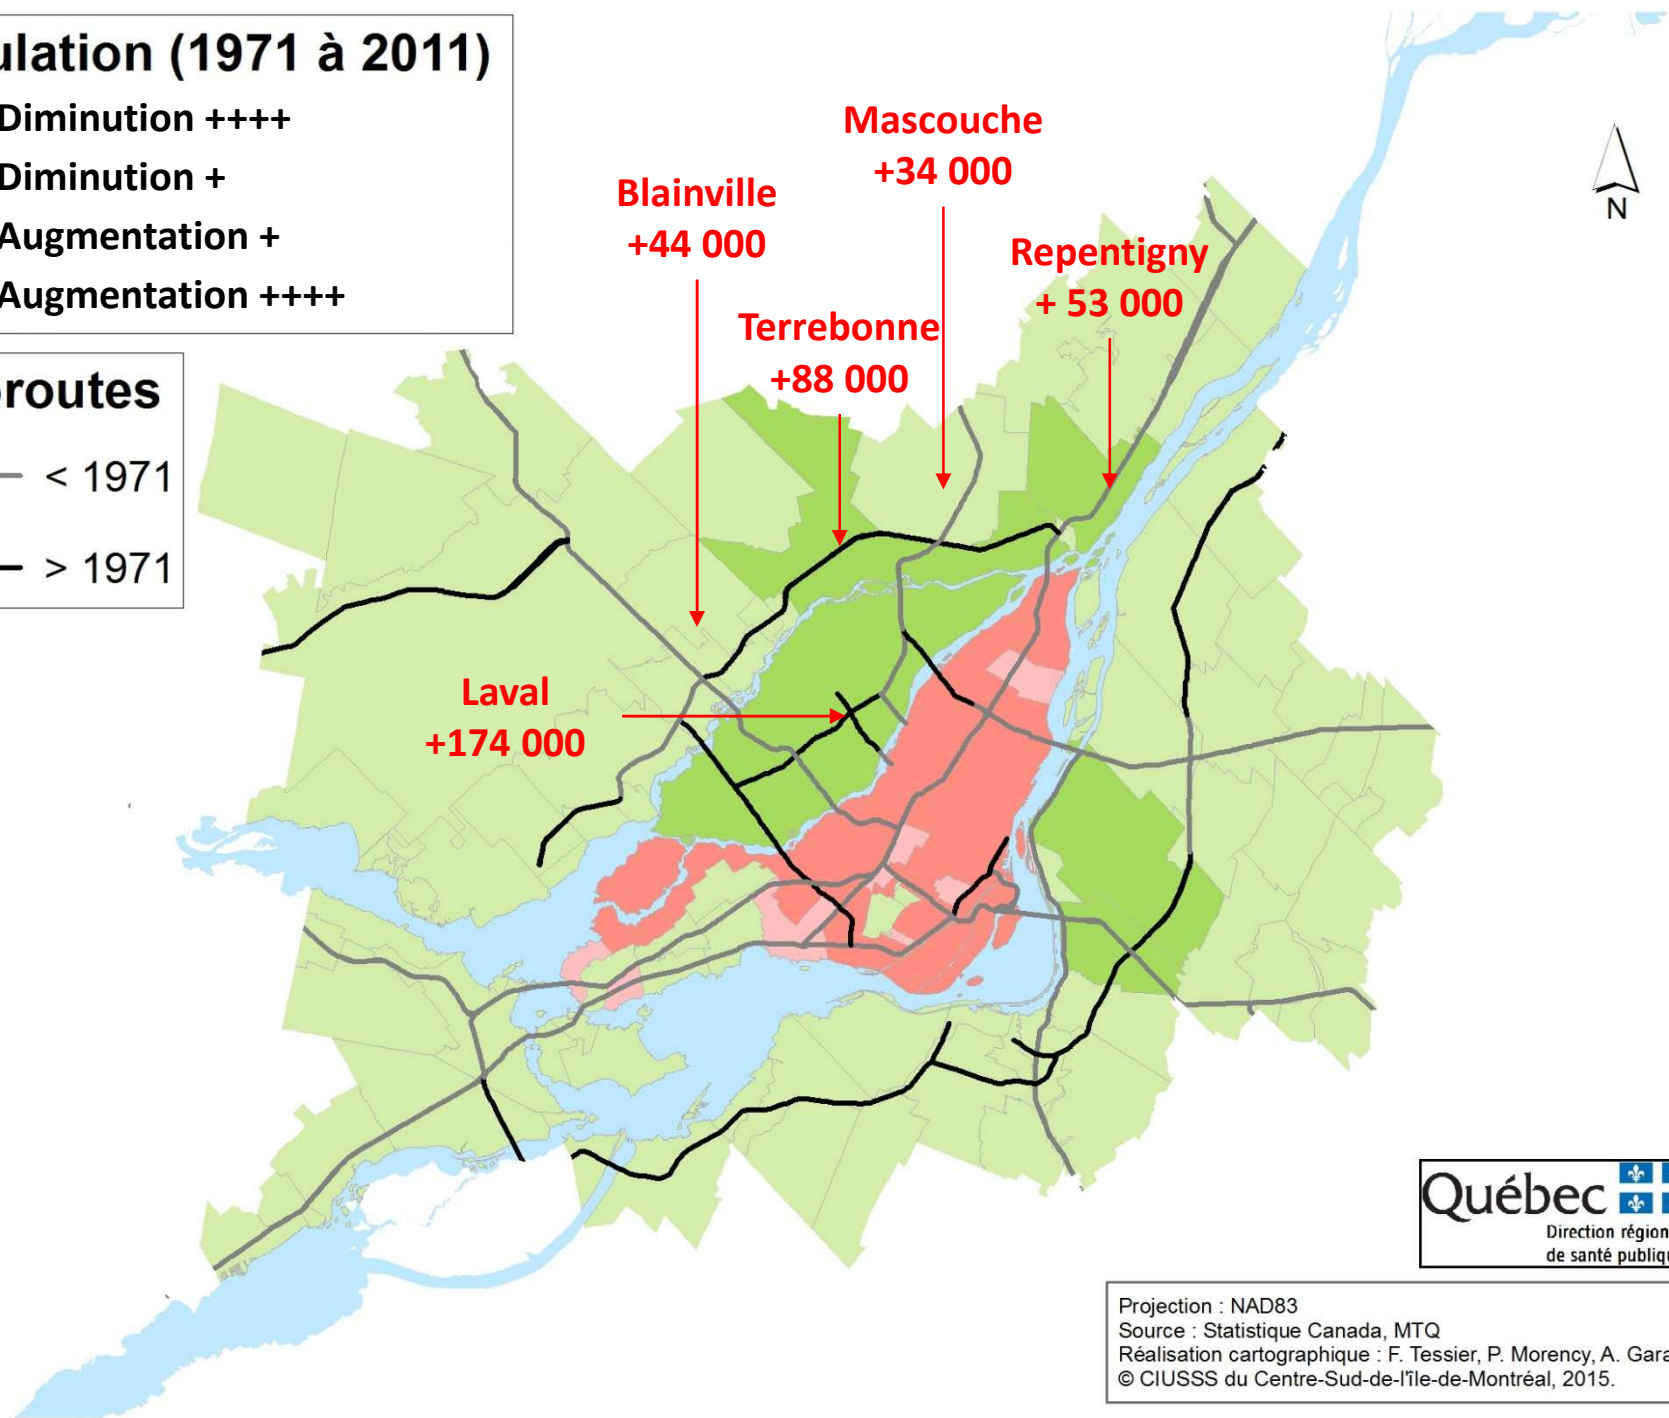 ulation (1971 à 2011)
Diminution ++++
Diminution +
Augmentation +
Augmentation ++++
routes
< 1971
> 1971
Mascouche
+34 000
Blainville
+44 000
Repentigny
+ 53 000
Terrebonne
+88 000
Laval
+174 000
N
Québec
Direction région
de santé publiq
Projection : NAD83
Source : Statistique Canada, MTQ
Réalisation cartographique : F. Tessier, P. Morency, A. Gara
© CIUSSS du Centre-Sud-de-l'île-de-Montréal, 2015.